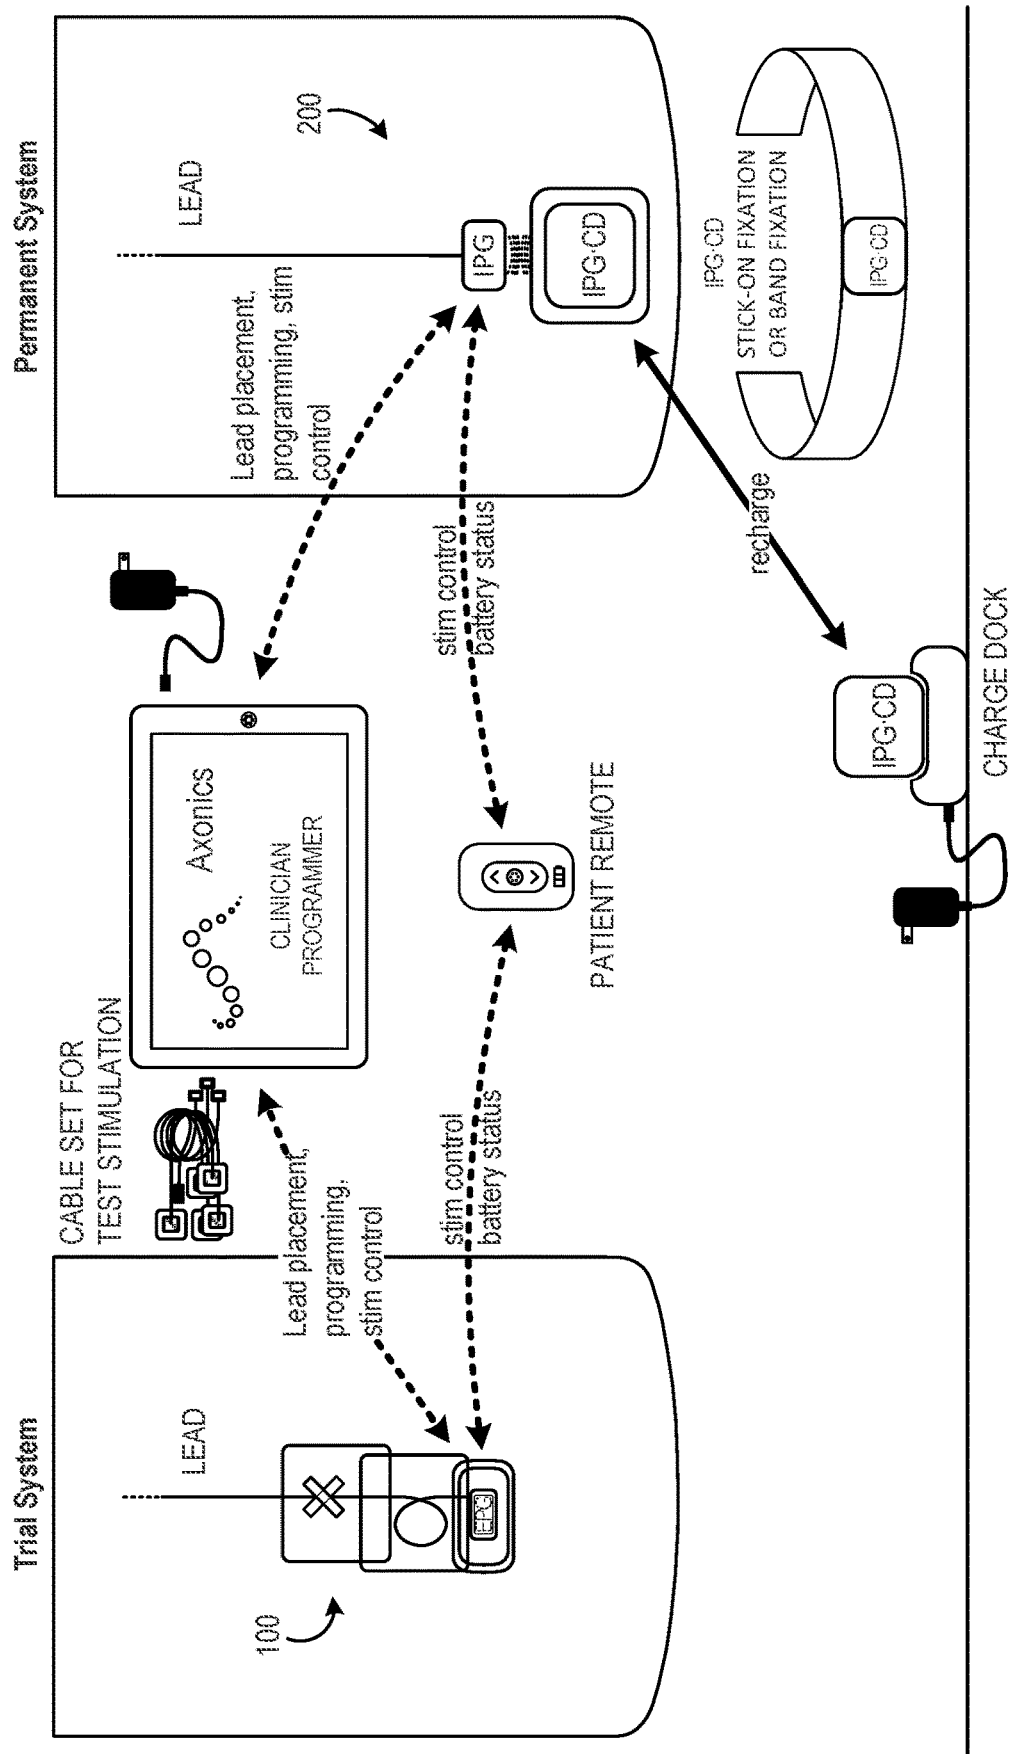 Trial System
Permanent System
CABLE SET FOR
TEST STIMULATION
LEAD
LEAD
100
200
Axonics
CLINICIAN
PROGRAMMER
Lead placement,
programming,
stim control
Lead placement,
programming, stim
control
EPG
IPG
IPG·CD
stim control
battery status
stim control
battery status
PATIENT REMOTE
recharge
IPG·CD
STICK-ON FIXATION
OR BAND FIXATION
IPG·CD
IPG·CD
CHARGE DOCK